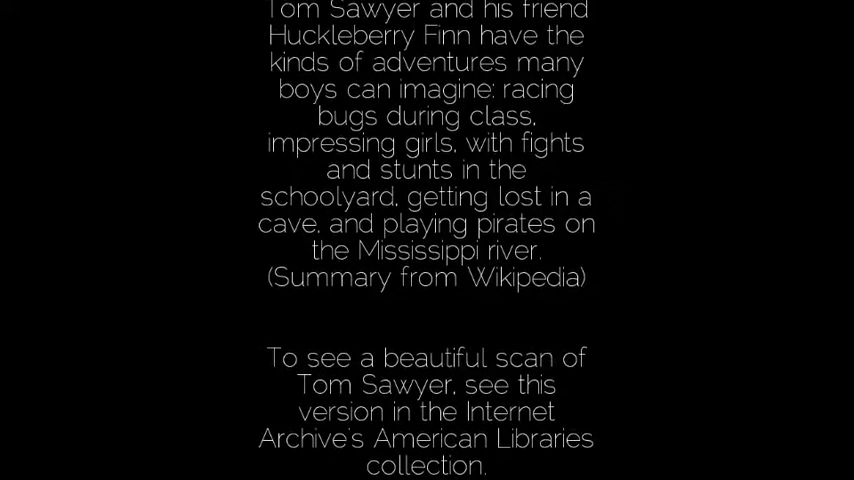 Tom Sawyer and his friend
Huckleberry Finn have the
kinds of adventures many
boys can imagine: racing
bugs during class,
impressing girls, with fights
and stunts in the
schoolyard, getting lost in a
cave, and playing pirates on
the Mississippi river.
(Summary from Wikipedia)
To see a beautiful scan of
Tom Sawyer, see this
version in the Internet
Archive's American Libraries
collection.